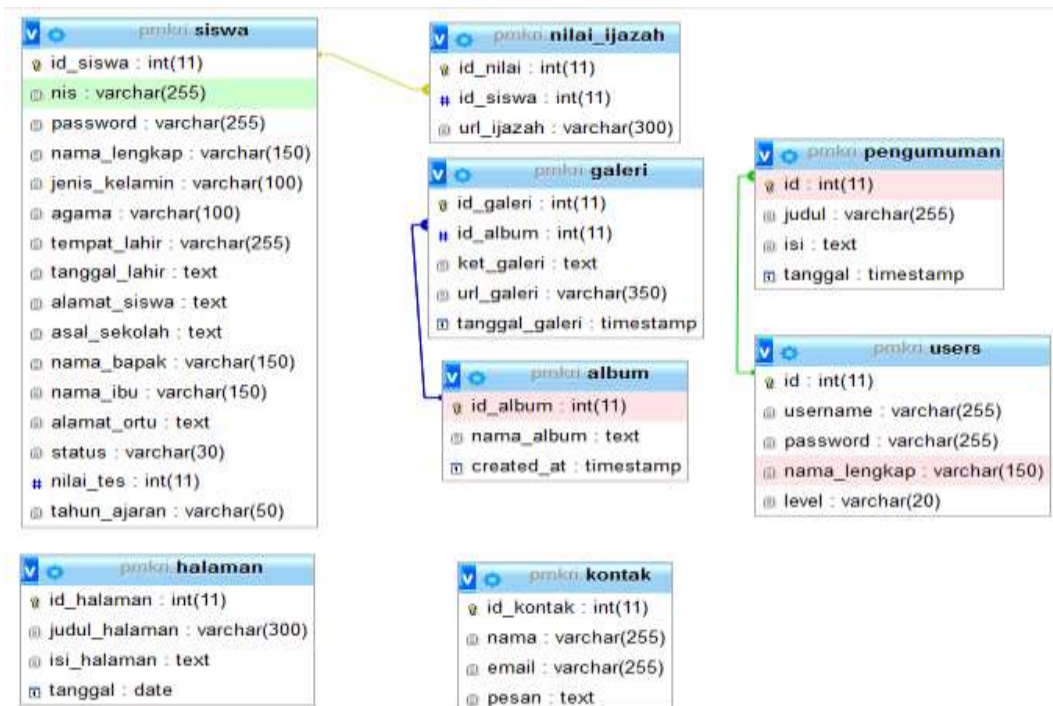 pmkri siswa
id_siswa : int(11)
nis : varchar(255)
password : varchar(255)
nama_lengkap : varchar(150)
jenis_kelamin : varchar(100)
agama : varchar(100)
tempat_lahir : varchar(255)
tanggal_lahir : text
alamat_siswa : text
asal_sekolah : text
nama_bapak : varchar(150)
nama_ibu : varchar(150)
alamat_ortu : text
status : varchar(30)
# nilai_tes : int(11)
tahun_ajaran : varchar(50)
pmkri nilai_ijazah
id_nilai : int(11)
# id_siswa : int(11)
url_ijazah : varchar(300)
pmkri galeri
id_galeri : int(11)
# id_album : int(11)
ket_galeri : text
url_galeri : varchar(350)
tanggal_galeri : timestamp
pmkri album
id_album : int(11)
nama_album : text
created_at : timestamp
pmkri pengumuman
id : int(11)
judul : varchar(255)
isi : text
tanggal : timestamp
pmkri users
id : int(11)
username : varchar(255)
password : varchar(255)
nama_lengkap : varchar(150)
level : varchar(20)
pmkri halaman
id_halaman : int(11)
judul_halaman : varchar(300)
isi_halaman : text
tanggal : date
pmkri kontak
id_kontak : int(11)
nama : varchar(255)
email : varchar(255)
pesan : text